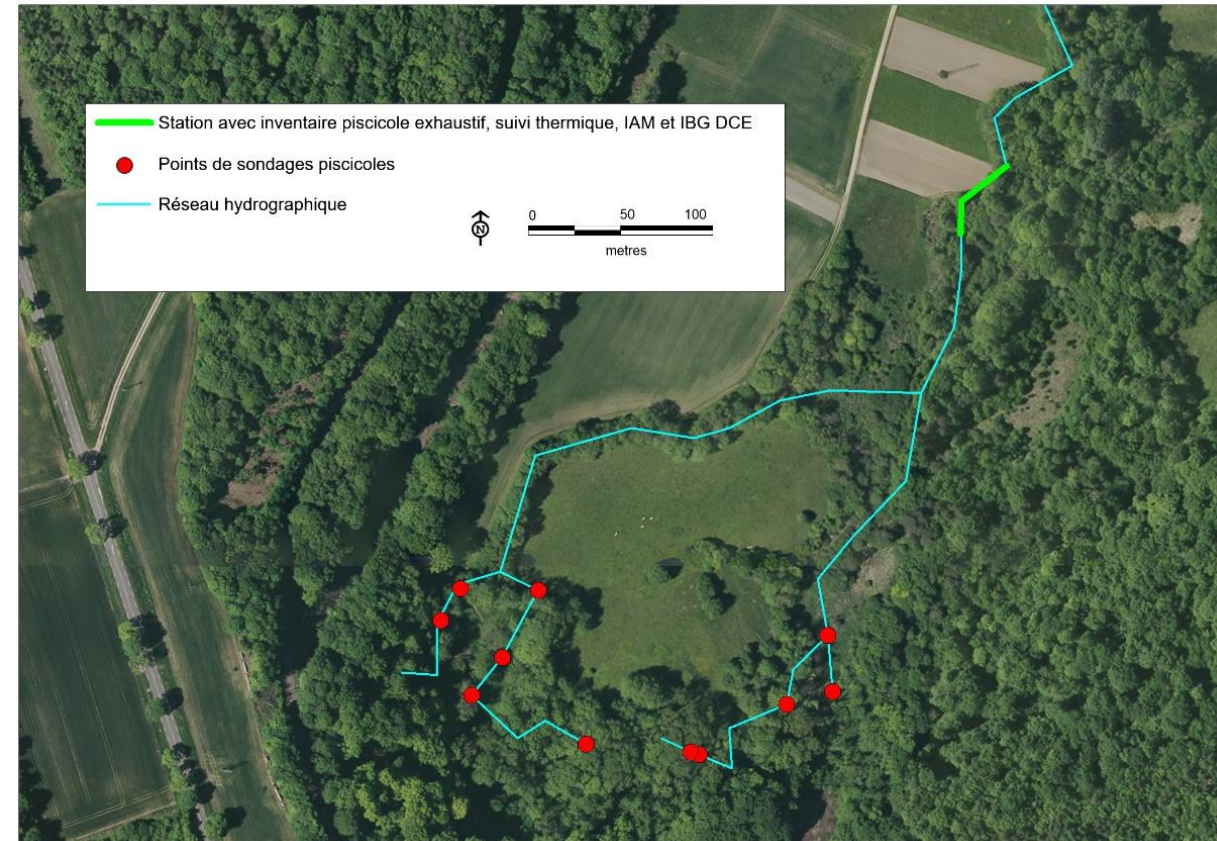 Station avec inventaire piscicole exhaustif, suivi thermique, IAM et IBG DCE
Points de sondages piscicoles
Réseau hydrographique
N
0 50 100
metres